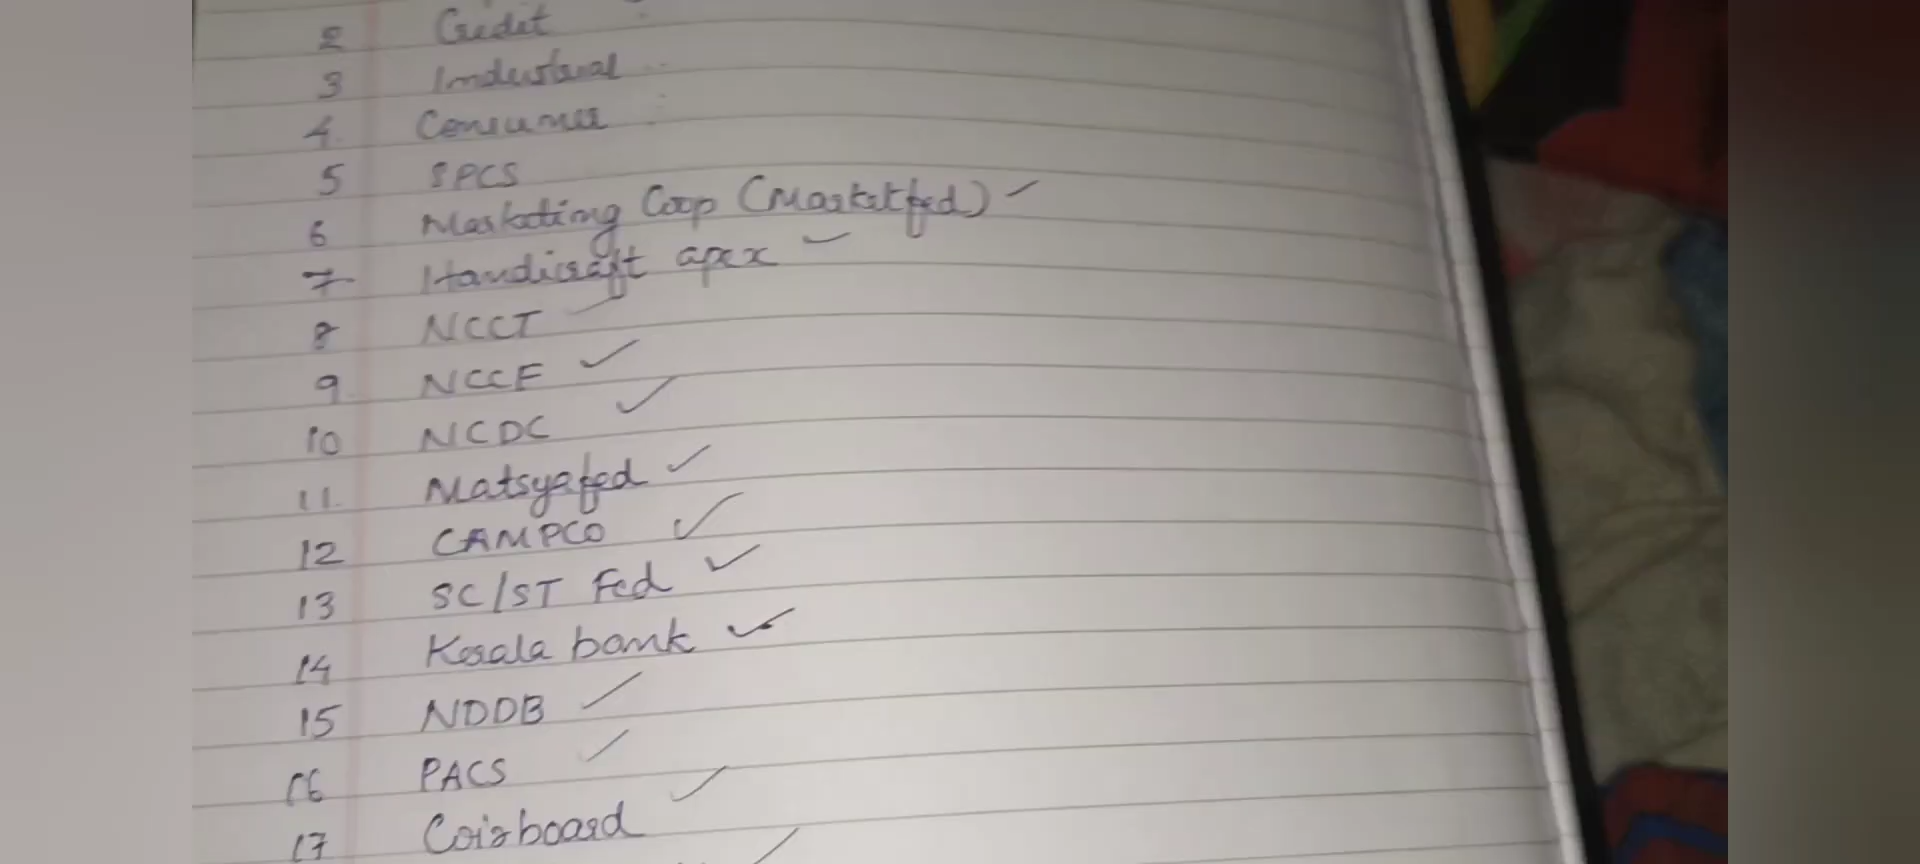 2 Credit
3 Industrial
4. Consumer
5 SPCS
6 Marketing Coop (Marketfed)
7 Handicraft apex
8 NCCT
9 NCCF
10 NCDC
11. Matsyafed
12 CAMPCO
13 SC/ST Fed
14 Kerala bank
15 NDDB
16 PACS
17 Coirboard